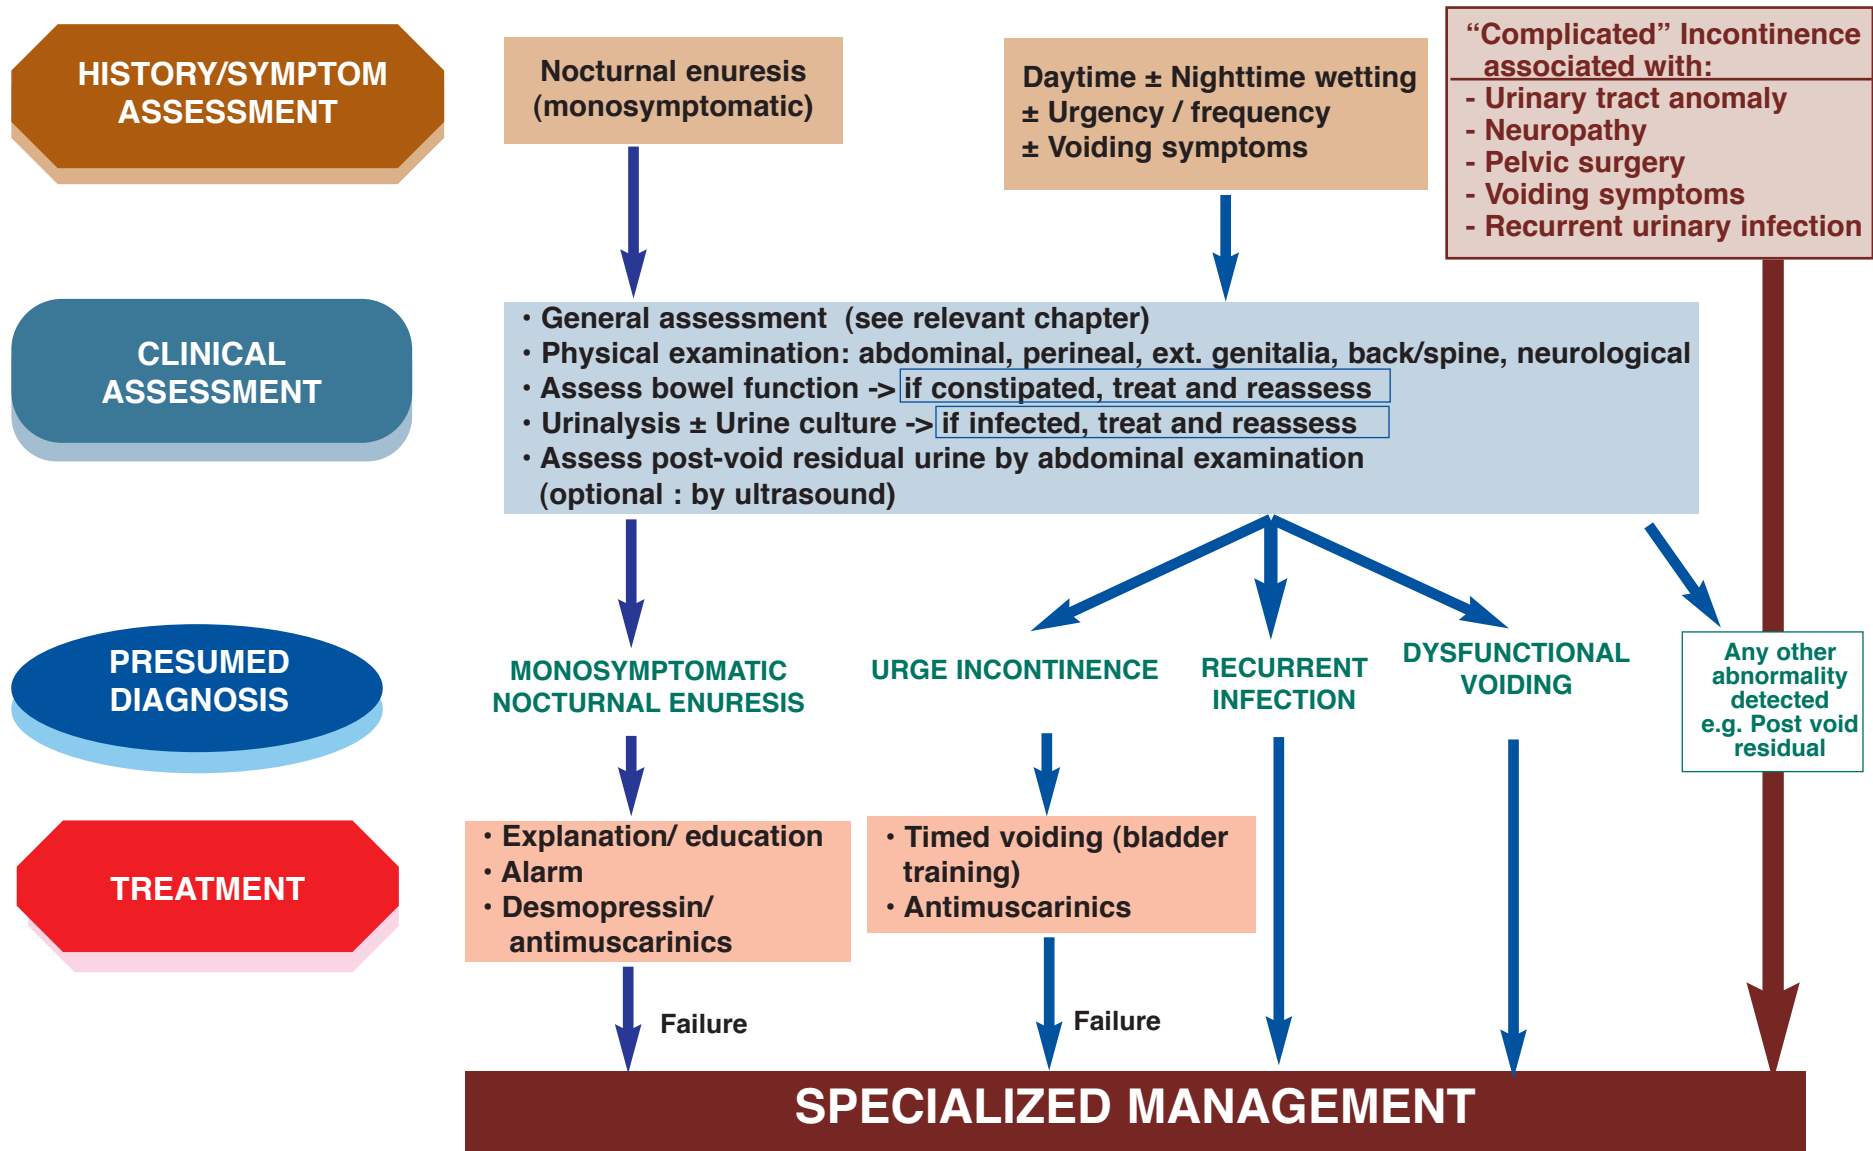 HISTORY/SYMPTOM
ASSESSMENT
Nocturnal enuresis
(monosymptomatic)
Daytime ± Nighttime wetting
± Urgency / frequency
± Voiding symptoms
“Complicated” Incontinence
associated with:
- Urinary tract anomaly
- Neuropathy
- Pelvic surgery
- Voiding symptoms
- Recurrent urinary infection
CLINICAL
ASSESSMENT
· General assessment (see relevant chapter)
· Physical examination: abdominal, perineal, ext. genitalia, back/spine, neurological
· Assess bowel function -> if constipated, treat and reassess
· Urinalysis ± Urine culture -> if infected, treat and reassess
· Assess post-void residual urine by abdominal examination
(optional : by ultrasound)
PRESUMED
DIAGNOSIS
MONOSYMPTOMATIC
NOCTURNAL ENURESIS
URGE INCONTINENCE
RECURRENT
INFECTION
DYSFUNCTIONAL
VOIDING
Any other
abnormality
detected
e.g. Post void
residual
TREATMENT
· Explanation/ education
· Alarm
· Desmopressin/
antimuscarinics
· Timed voiding (bladder
training)
· Antimuscarinics
Failure
Failure
SPECIALIZED MANAGEMENT